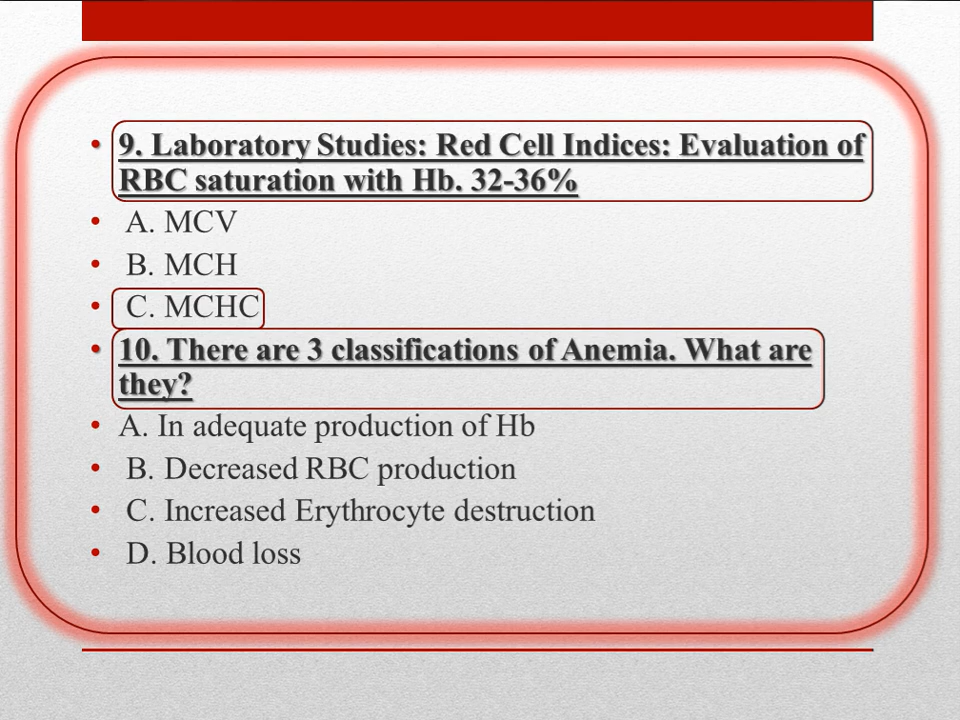 • 9. Laboratory Studies: Red Cell Indices: Evaluation of
RBC saturation with Hb. 32-36%
• A. MCV
• B. MCH
• C. MCHC
• 10. There are 3 classifications of Anemia. What are
they?
• A. In adequate production of Hb
• B. Decreased RBC production
• C. Increased Erythrocyte destruction
• D. Blood loss